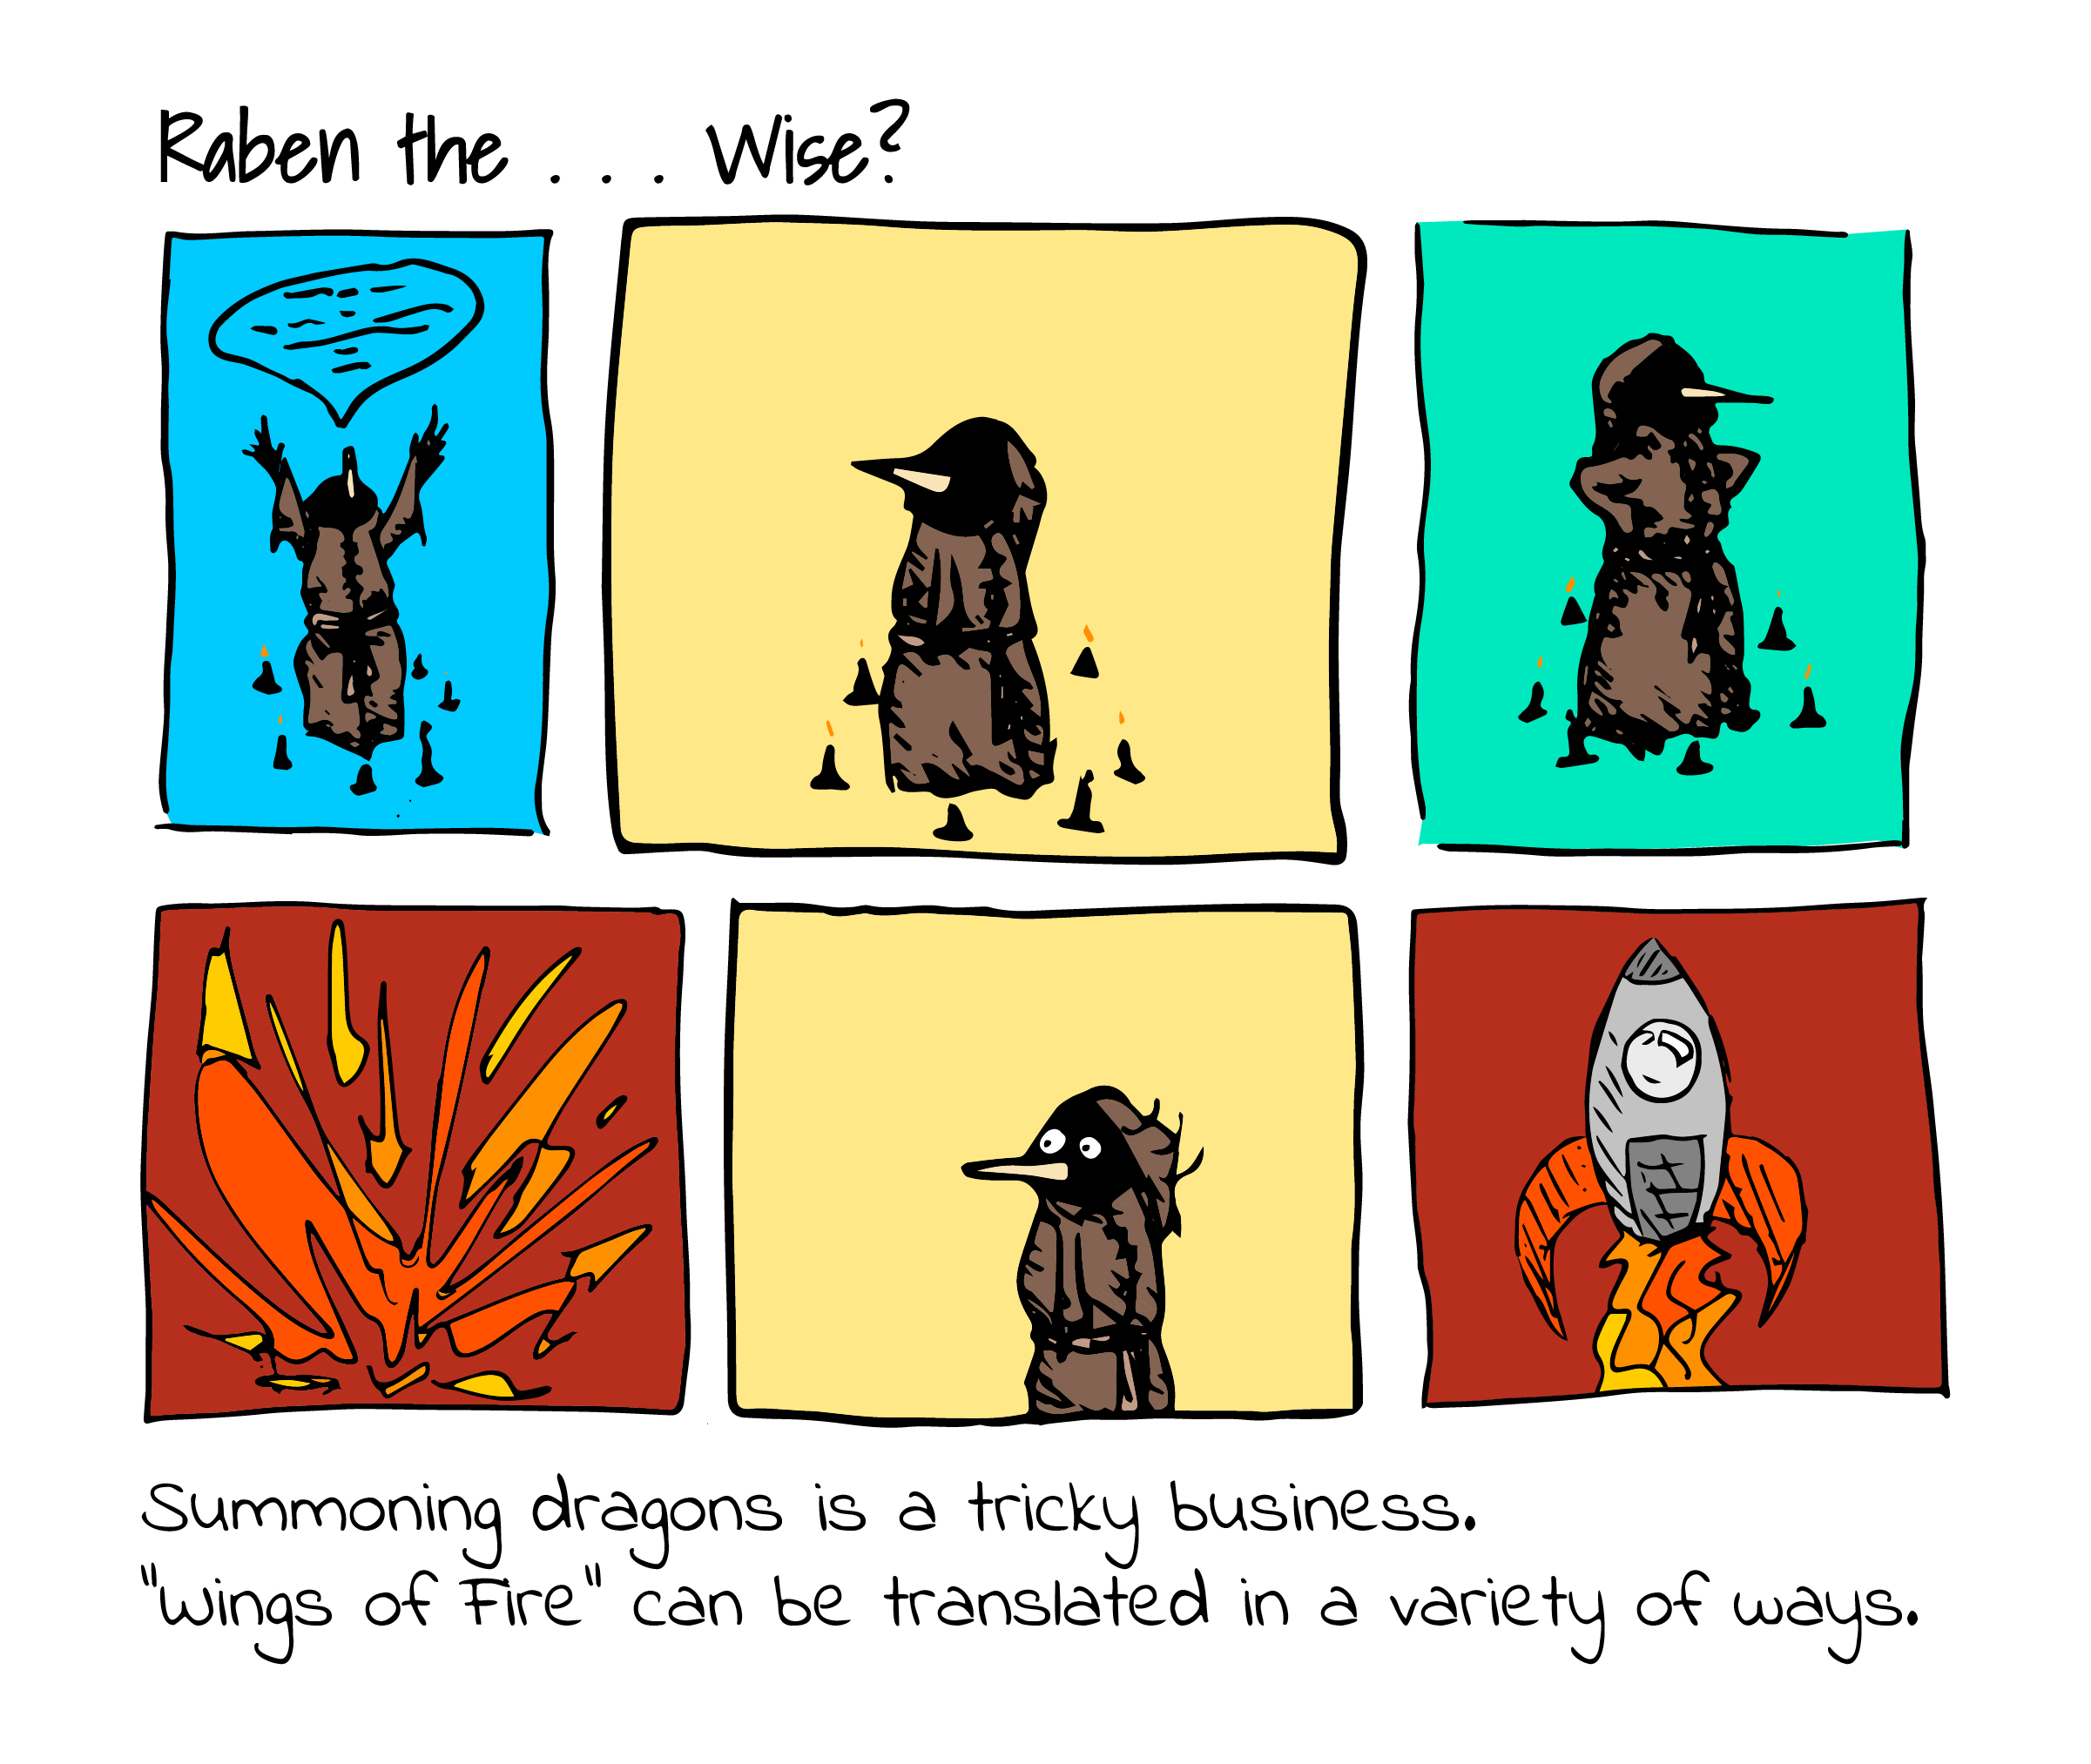 Raben the . . . Wise?
Summoning dragons is a tricky business.
"Wings of Fire" can be translated in a variety of ways.